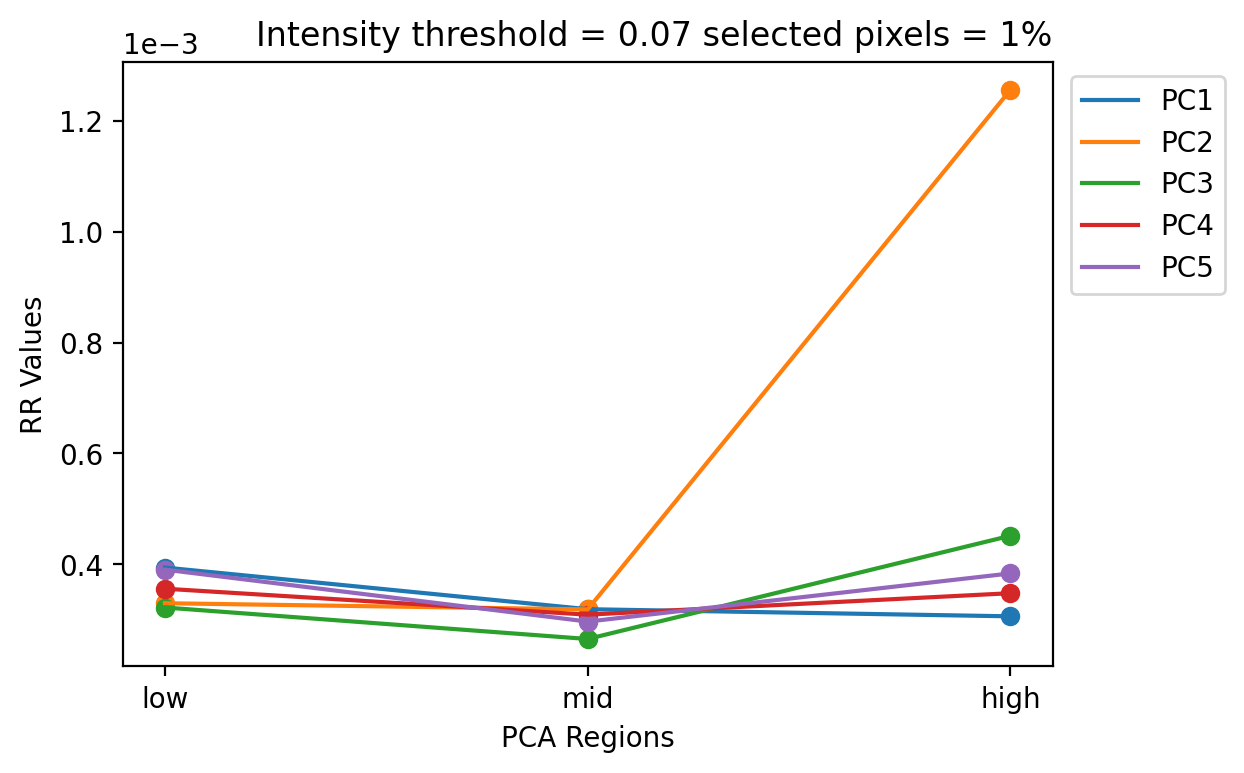 Intensity threshold = 0.07 selected pixels = 1%
1e−3
1.2
1.0
0.8
0.6
0.4
RR Values
low mid high
PCA Regions
PC1
PC2
PC3
PC4
PC5